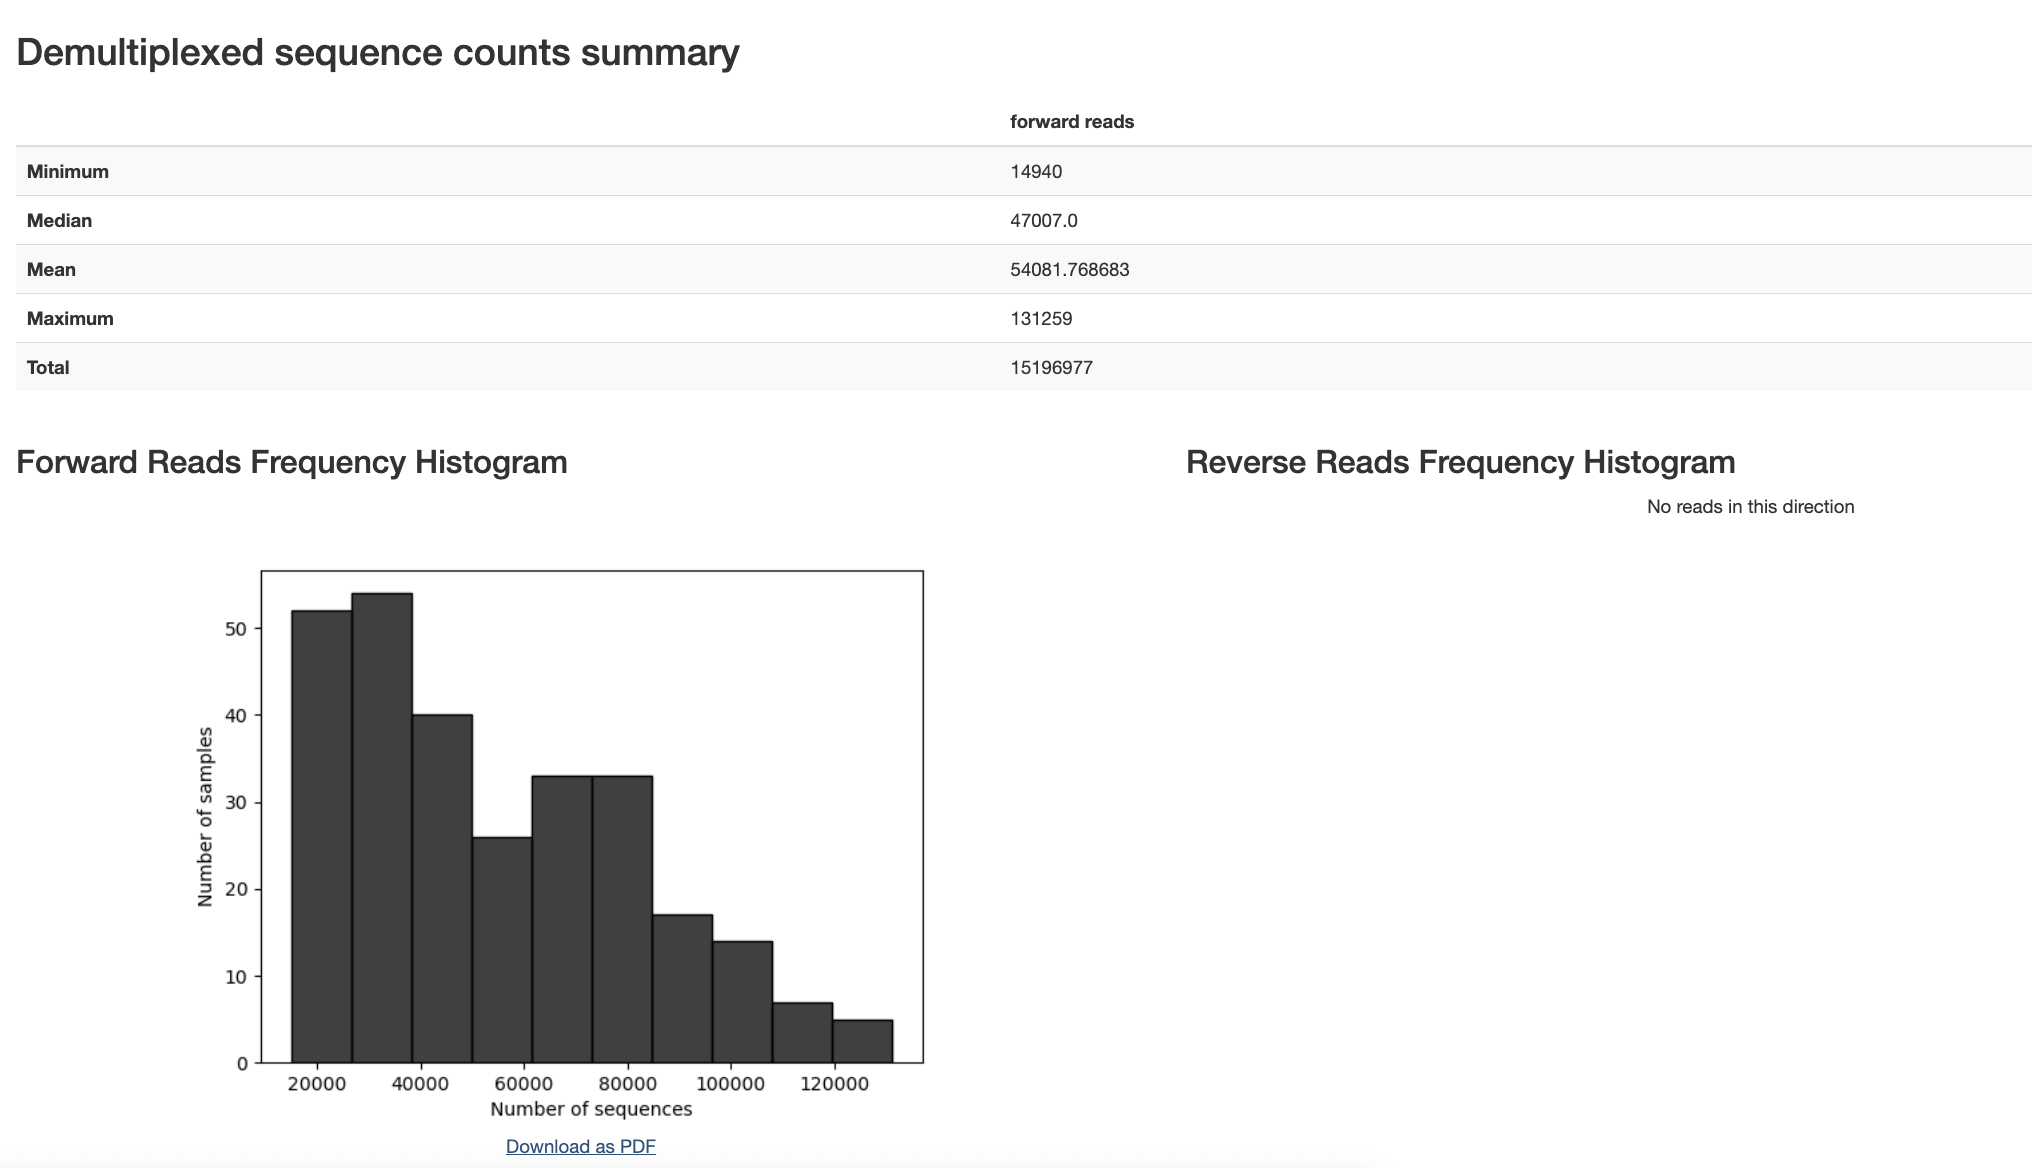 Demultiplexed sequence counts summary
forward reads
Minimum 14940
Median 47007.0
Mean 54081.768683
Maximum 131259
Total 15196977
Forward Reads Frequency Histogram
Reverse Reads Frequency Histogram
No reads in this direction
50
40
30
20
10
0
Number of samples
20000 40000 60000 80000 100000 120000
Number of sequences
Download as PDF